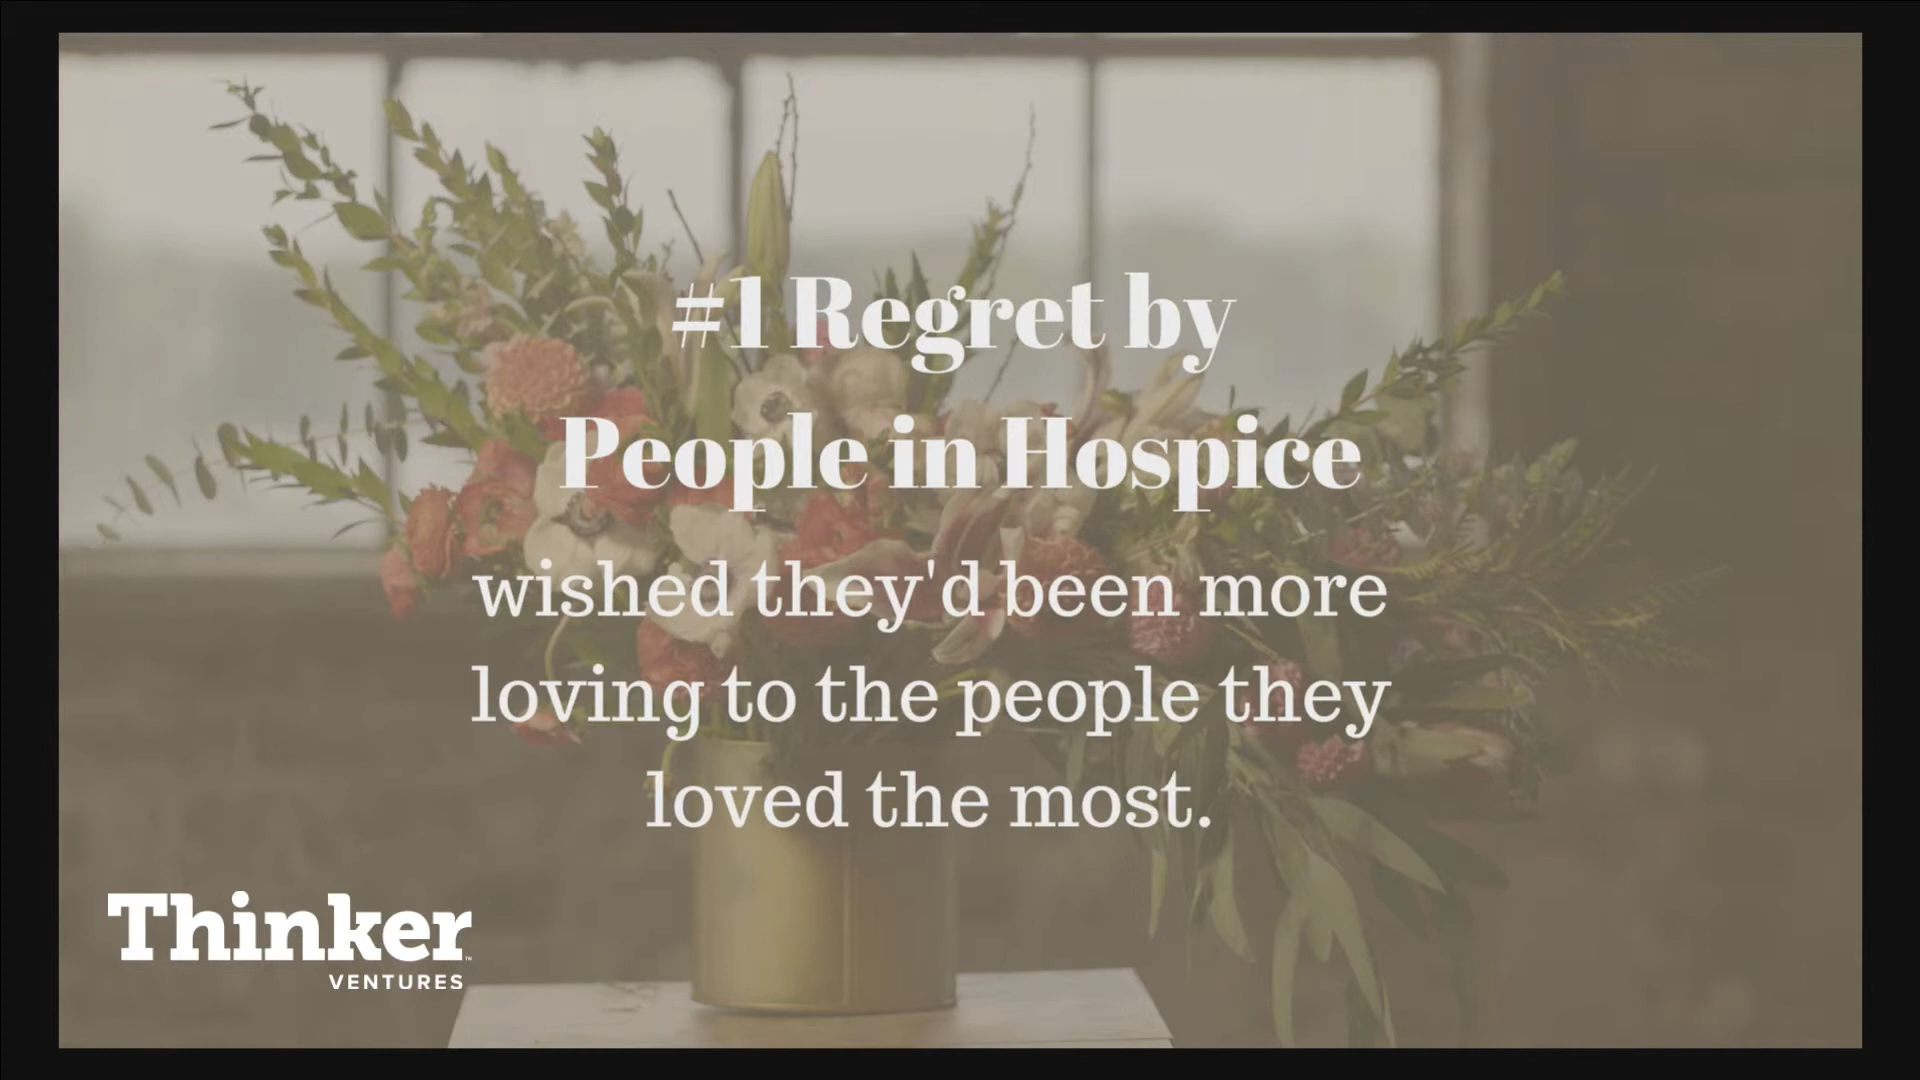 #1 Regret by
People in Hospice
wished they'd been more
loving to the people they
loved the most.
Thinker™
VENTURES